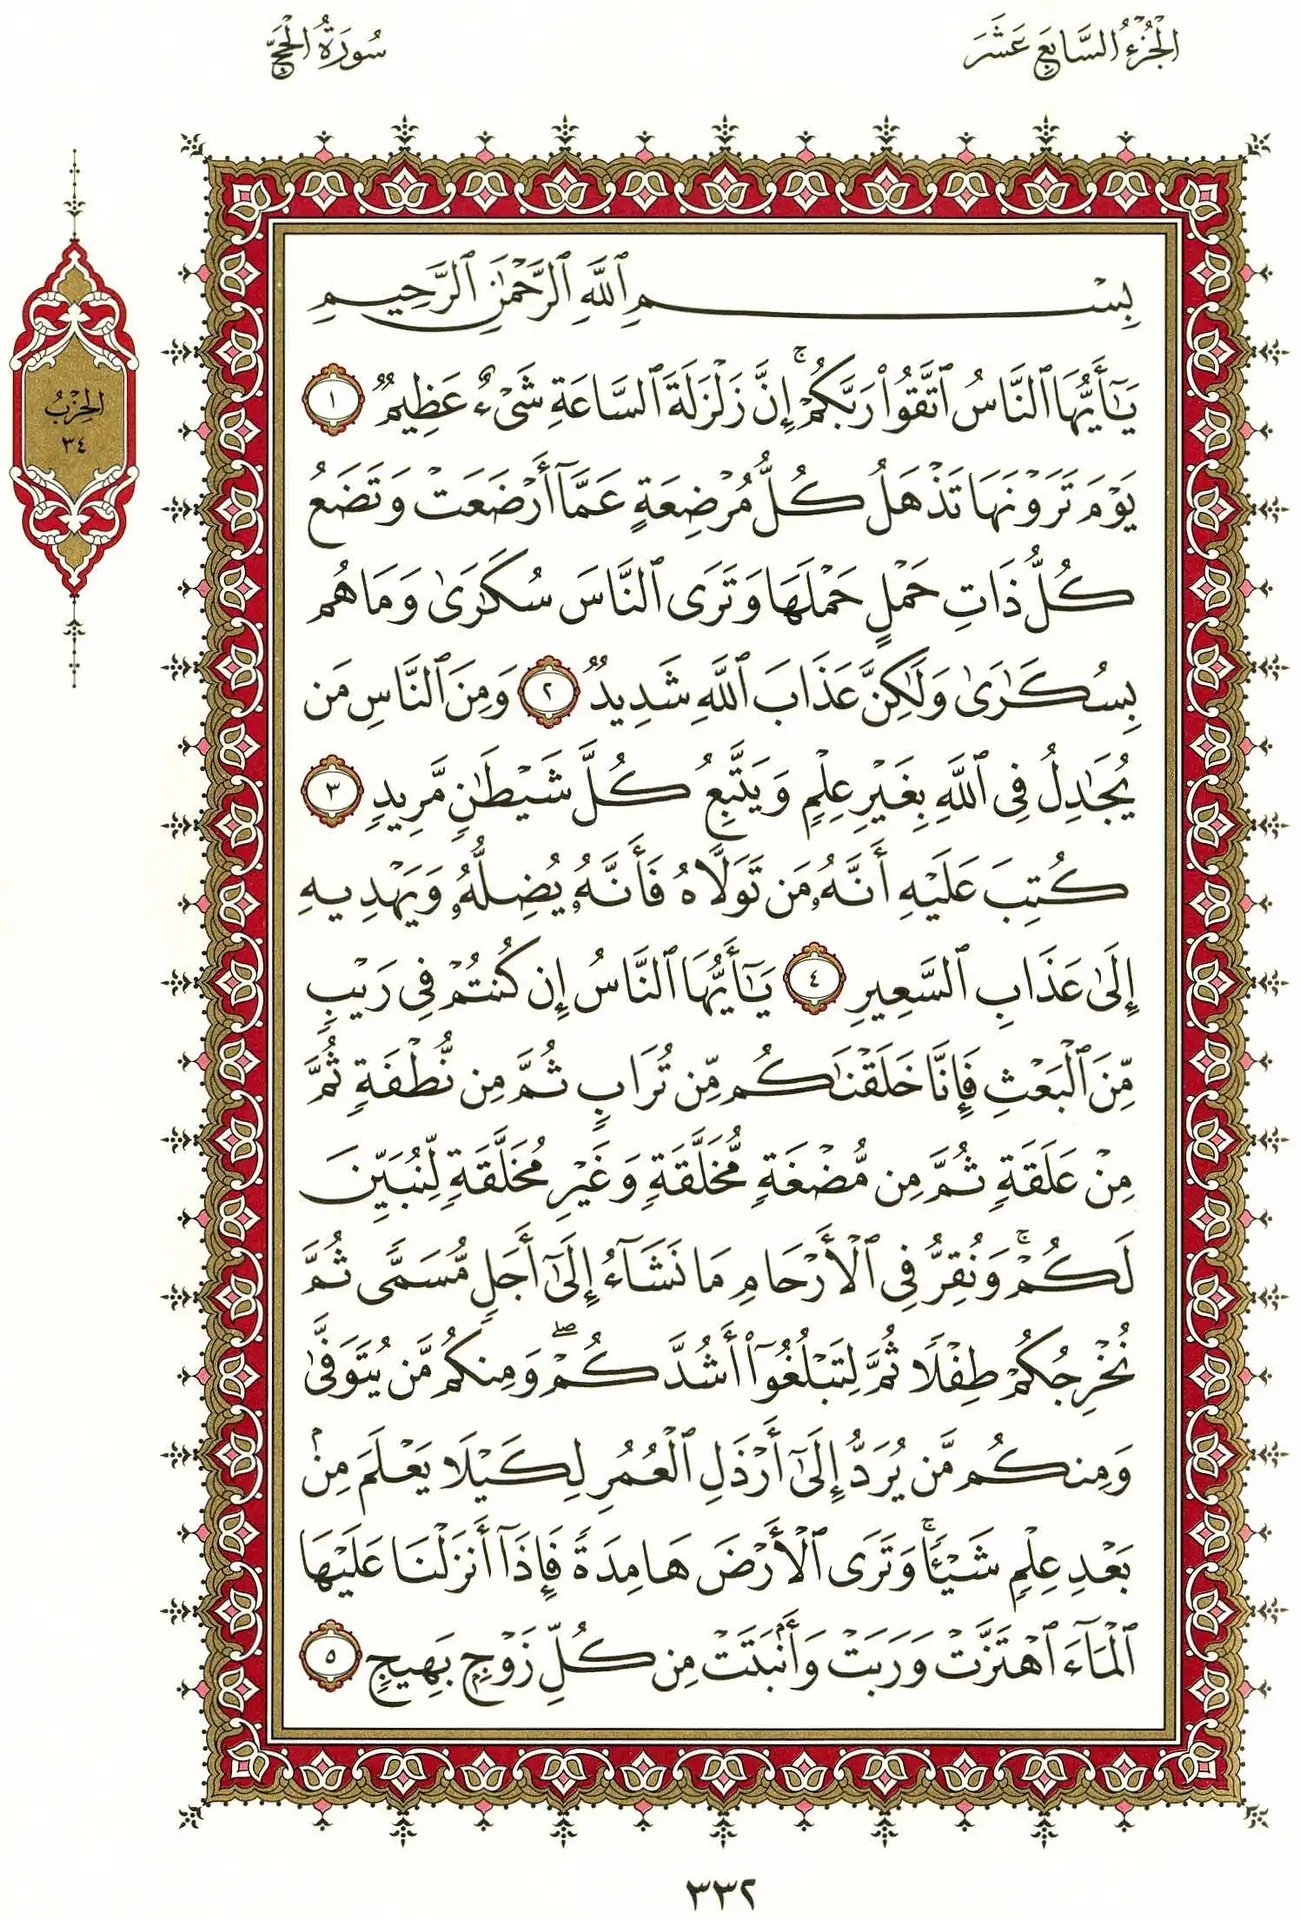 الجزء السابع عشر
سورة الحج
الحزب
٣٤
بِسْمِ ٱللَّهِ ٱلرَّحْمَٰنِ ٱلرَّحِيمِ
يَٰٓأَيُّهَا ٱلنَّاسُ ٱتَّقُوا۟ رَبَّكُمْ ۚ إِنَّ زَلْزَلَةَ ٱلسَّاعَةِ شَىْءٌ عَظِيمٌ ١
يَوْمَ تَرَوْنَهَا تَذْهَلُ كُلُّ مُرْضِعَةٍ عَمَّآ أَرْضَعَتْ وَتَضَعُ
كُلُّ ذَاتِ حَمْلٍ حَمْلَهَا وَتَرَى ٱلنَّاسَ سُكَٰرَىٰ وَمَا هُم
بِسُكَٰرَىٰ وَلَٰكِنَّ عَذَابَ ٱللَّهِ شَدِيدٌ ٢ وَمِنَ ٱلنَّاسِ مَن
يُجَٰدِلُ فِى ٱللَّهِ بِغَيْرِ عِلْمٍ وَيَتَّبِعُ كُلَّ شَيْطَٰنٍ مَّرِيدٍ ٣
كُتِبَ عَلَيْهِ أَنَّهُۥ مَن تَوَلَّاهُ فَأَنَّهُۥ يُضِلُّهُۥ وَيَهْدِيهِ
إِلَىٰ عَذَابِ ٱلسَّعِيرِ ٤ يَٰٓأَيُّهَا ٱلنَّاسُ إِن كُنتُمْ فِى رَيْبٍ
مِّنَ ٱلْبَعْثِ فَإِنَّا خَلَقْنَٰكُم مِّن تُرَابٍ ثُمَّ مِن نُّطْفَةٍ ثُمَّ
مِنْ عَلَقَةٍ ثُمَّ مِن مُّضْغَةٍ مُّخَلَّقَةٍ وَغَيْرِ مُخَلَّقَةٍ لِّنُبَيِّنَ
لَكُمْ ۚ وَنُقِرُّ فِى ٱلْأَرْحَامِ مَا نَشَآءُ إِلَىٰٓ أَجَلٍ مُّسَمًّى ثُمَّ
نُخْرِجُكُمْ طِفْلًا ثُمَّ لِتَبْلُغُوٓا۟ أَشُدَّكُمْ ۖ وَمِنكُم مَّن يُتَوَفَّىٰ
وَمِنكُم مَّن يُرَدُّ إِلَىٰٓ أَرْذَلِ ٱلْعُمُرِ لِكَيْلَا يَعْلَمَ مِنۢ
بَعْدِ عِلْمٍ شَيْـًٔا ۚ وَتَرَى ٱلْأَرْضَ هَامِدَةً فَإِذَآ أَنزَلْنَا عَلَيْهَا
ٱلْمَآءَ ٱهْتَزَّتْ وَرَبَتْ وَأَنۢبَتَتْ مِن كُلِّ زَوْجٍۭ بَهِيجٍ ٥
٣٣٢